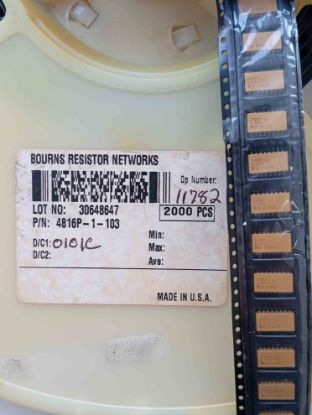 BOURNS RESISTOR NETWORKS
Op Number:
11782
LOT NO: 30648647
2000 PCS
P/N: 4816P-1-103
D/C1: 0101C
Min:
D/C2:
Max:
Ave:
MADE IN U.S.A.